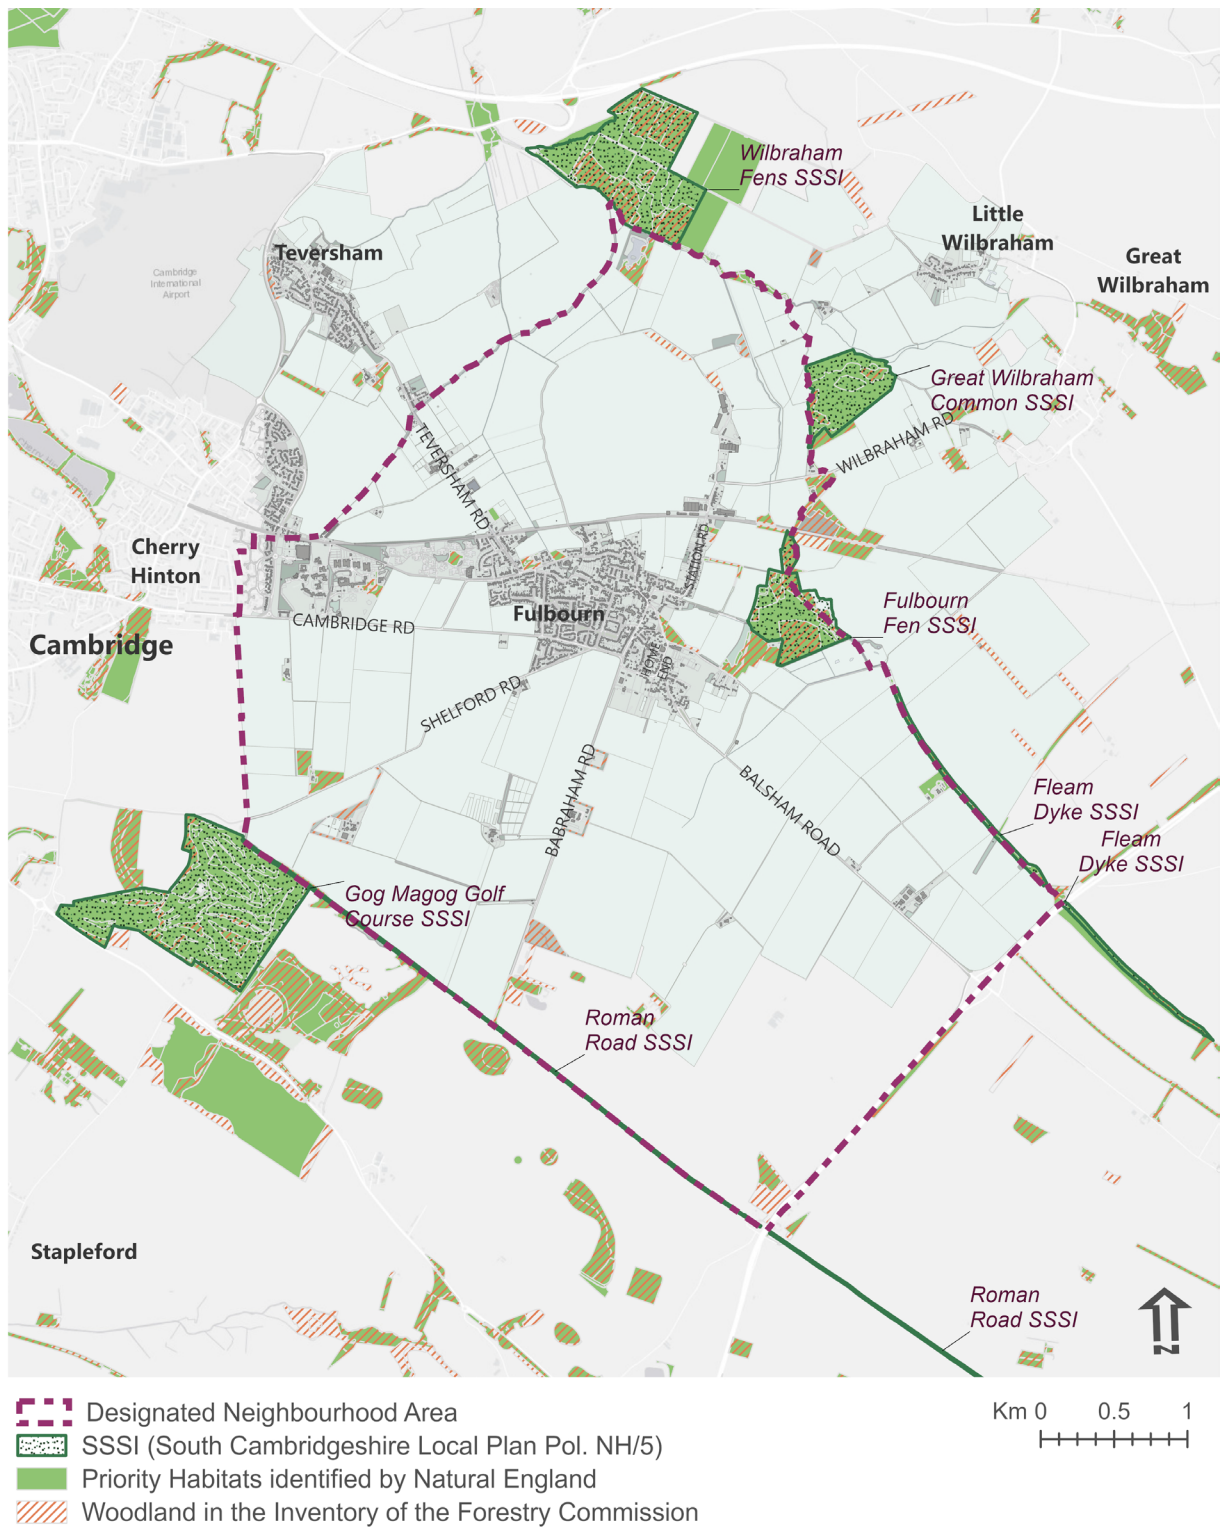 Wilbraham
Fens SSSI
Little
Wilbraham
Great
Wilbraham
Teversham
Cambridge
International
Airport
Great Wilbraham
Common SSSI
WILBRAHAM RD
TEVERSHAM RD
STATION RD
Cherry
Hinton
Cambridge
CAMBRIDGE RD
Fulbourn
Fulbourn
Fen SSSI
HOME
END
SHELFORD RD
BABRAHAM RD
BALSHAM ROAD
Fleam
Dyke SSSI
Fleam
Dyke SSSI
Gog Magog Golf
Course SSSI
Roman
Road SSSI
Stapleford
Roman
Road SSSI
N
Designated Neighbourhood Area
SSSI (South Cambridgeshire Local Plan Pol. NH/5)
Priority Habitats identified by Natural England
Woodland in the Inventory of the Forestry Commission
Km 0 0.5 1